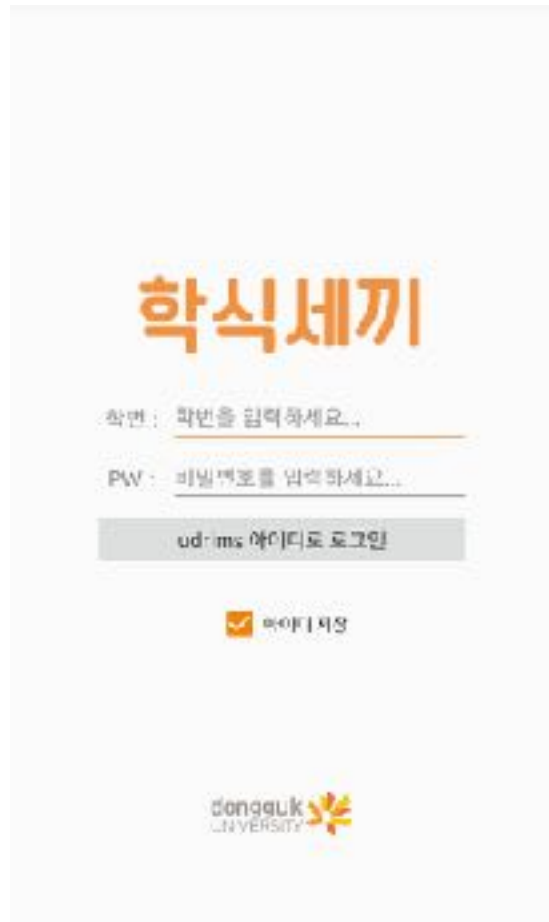 학식세끼
학번 : 학번을 입력하세요...
PW : 비밀번호를 입력하세요...
udrims 아이디로 로그인
아이디 저장
dongguk
UNIVERSITY